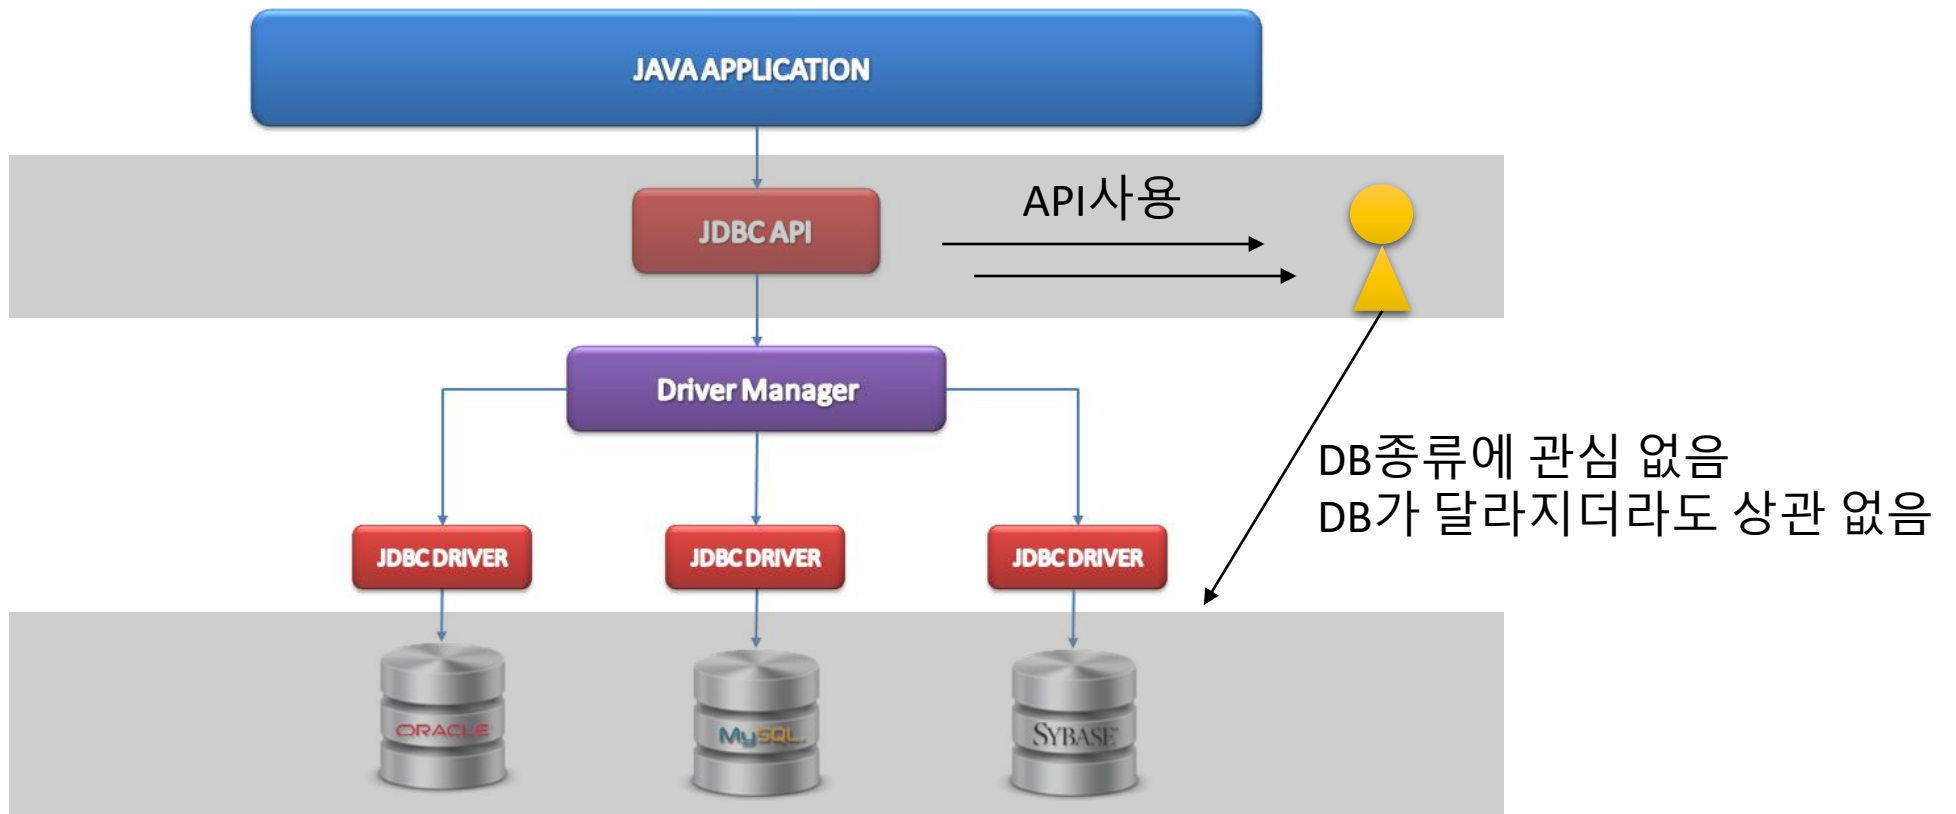 JAVA APPLICATION
JDBC API
API사용
Driver Manager
DB종류에 관심 없음
DB가 달라지더라도 상관 없음
JDBC DRIVER
JDBC DRIVER
JDBC DRIVER
ORACLE
MySQL
SYBASE